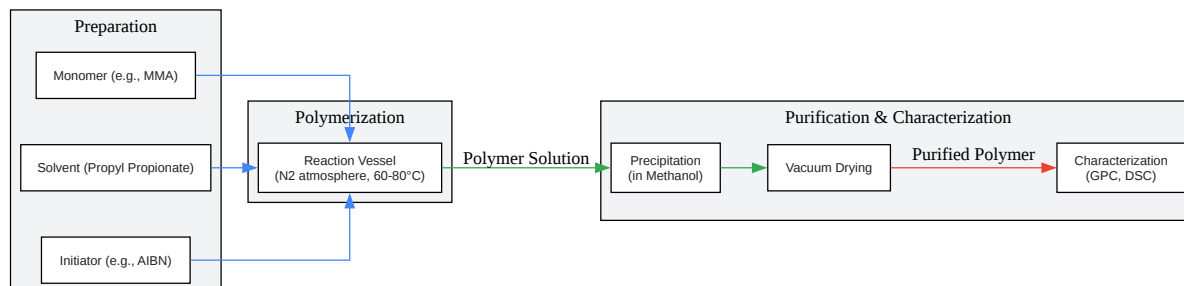 Preparation
Monomer (e.g., MMA)
Solvent (Propyl Propionate)
Initiator (e.g., AIBN)
Polymerization
Reaction Vessel
(N2 atmosphere, 60-80°C)
Polymer Solution
Purification & Characterization
Precipitation
(in Methanol)
Vacuum Drying
Purified Polymer
Characterization
(GPC, DSC)